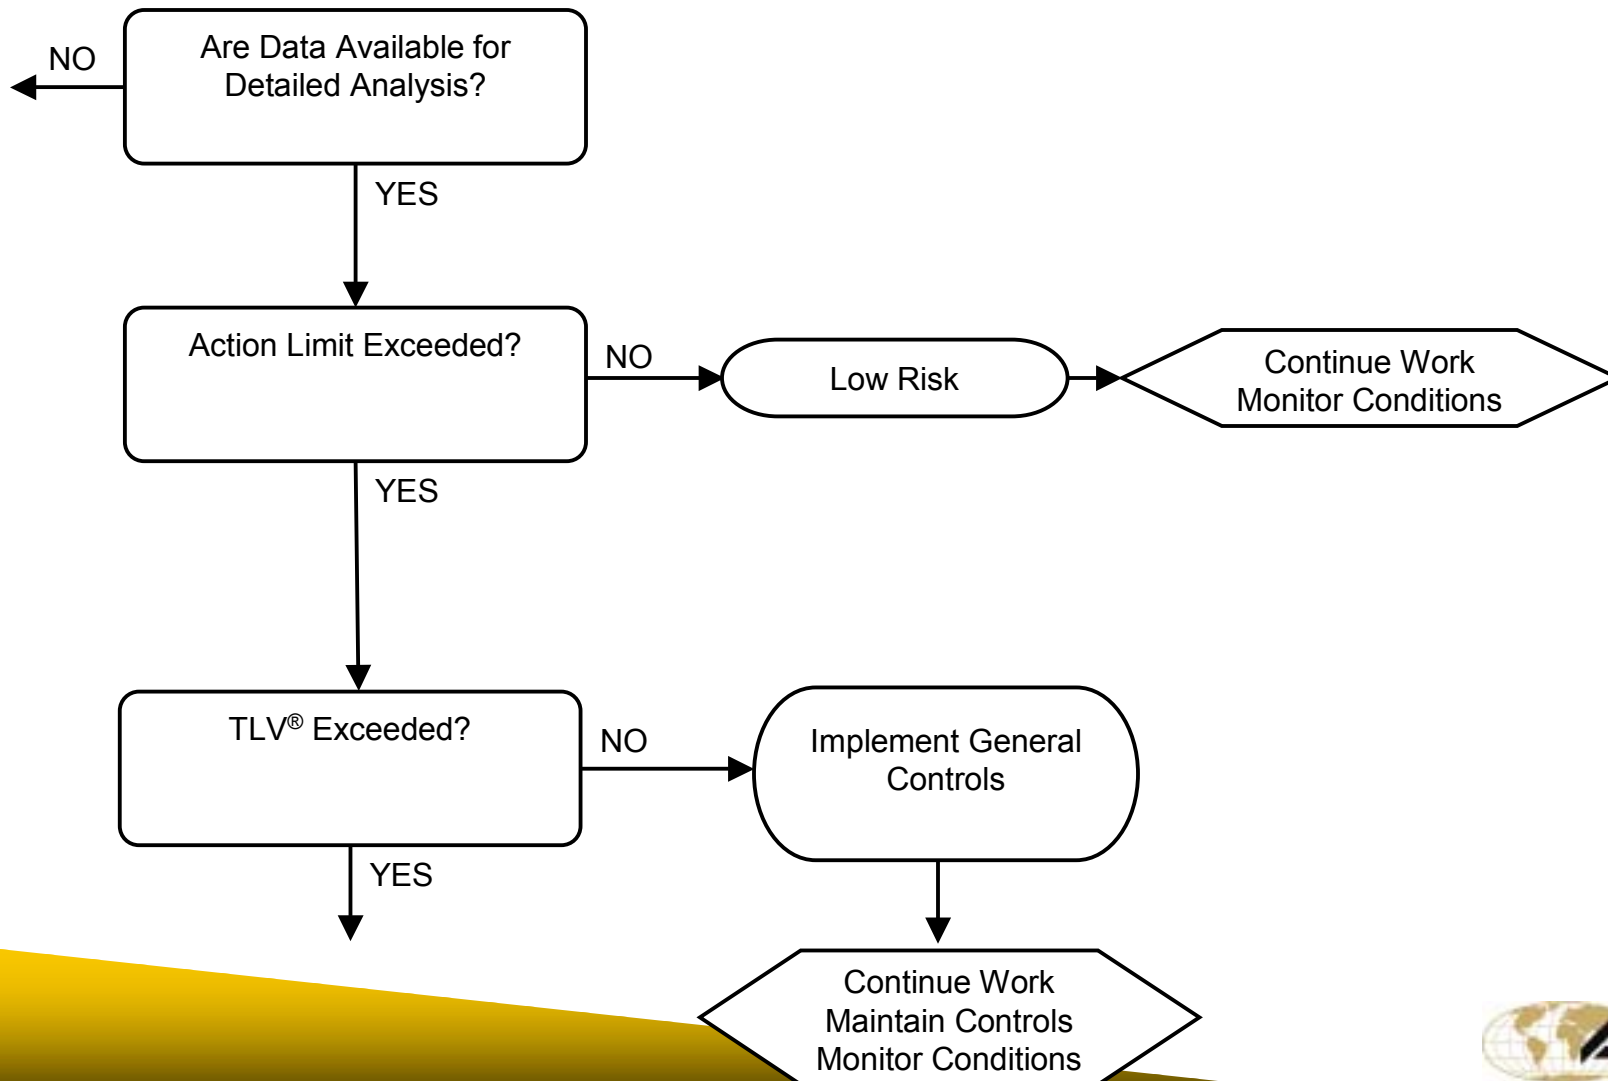 NO
Are Data Available for
Detailed Analysis?
YES
Action Limit Exceeded?
NO
Low Risk
Continue Work
Monitor Conditions
YES
TLV® Exceeded?
NO
Implement General
Controls
YES
Continue Work
Maintain Controls
Monitor Conditions